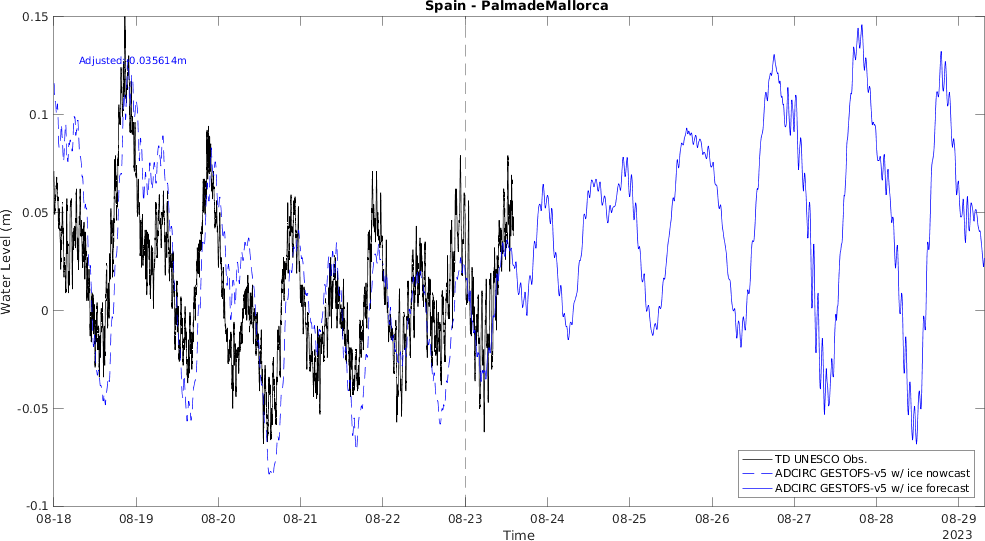 Spain - PalmadeMallorca
0.15
Adjusted: 0.035614m
0.1
0.05
0
-0.05
-0.1
Water Level (m)
TD UNESCO Obs.
ADCIRC GESTOFS-v5 w/ ice nowcast
ADCIRC GESTOFS-v5 w/ ice forecast
08-18 08-19 08-20 08-21 08-22 08-23 08-24 08-25 08-26 08-27 08-28 08-29
Time
2023